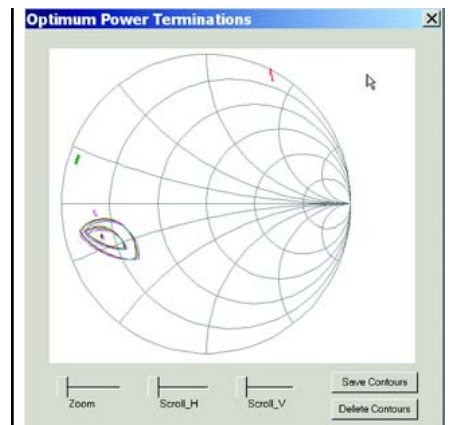 Optimum Power Terminations
Save Contours
Zoom Scroll_H Scroll_V
Delete Contours